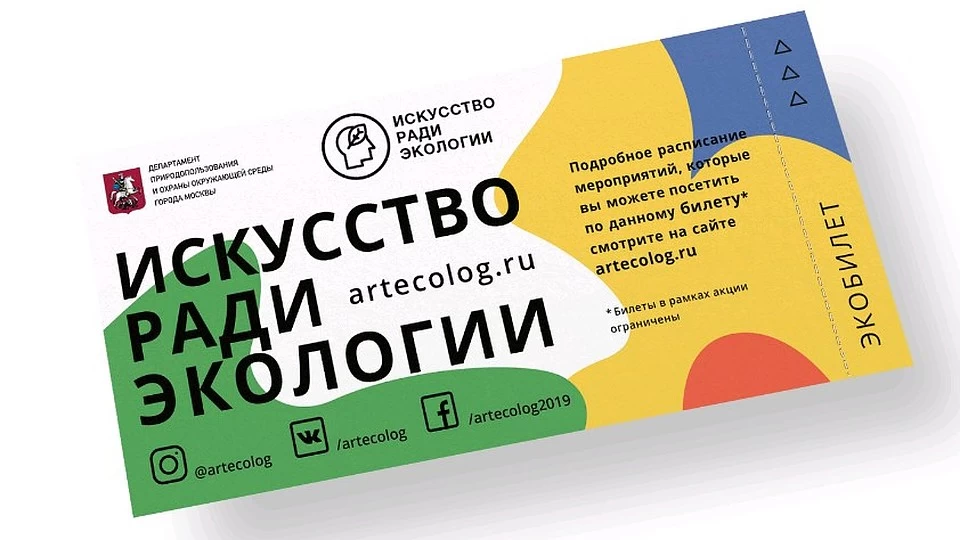 ДЕПАРТАМЕНТ
ПРИРОДОПОЛЬЗОВАНИЯ
И ОХРАНЫ ОКРУЖАЮЩЕЙ СРЕДЫ
ГОРОДА МОСКВЫ
ИСКУССТВО
РАДИ
ЭКОЛОГИИ
ИСКУССТВО
РАДИ
artecolog.ru
ЭКОЛОГИИ
@artecolog
/artecolog
/artecolog2019
Подробное расписание
мероприятий, которые
вы можете посетить
по данному билету*
смотрите на сайте
artecolog.ru
*Билеты в рамках акции
ограничены
ЭКОБИЛЕТ